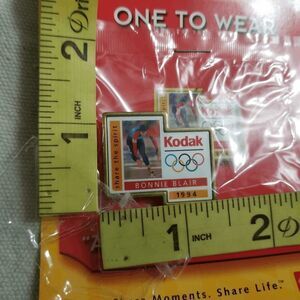 ONE TO WEAR
2
1 INCH
share the spirit
Kodak
BONNIE BLAIR
1994
1 INCH 2
Moments. Share Life.™